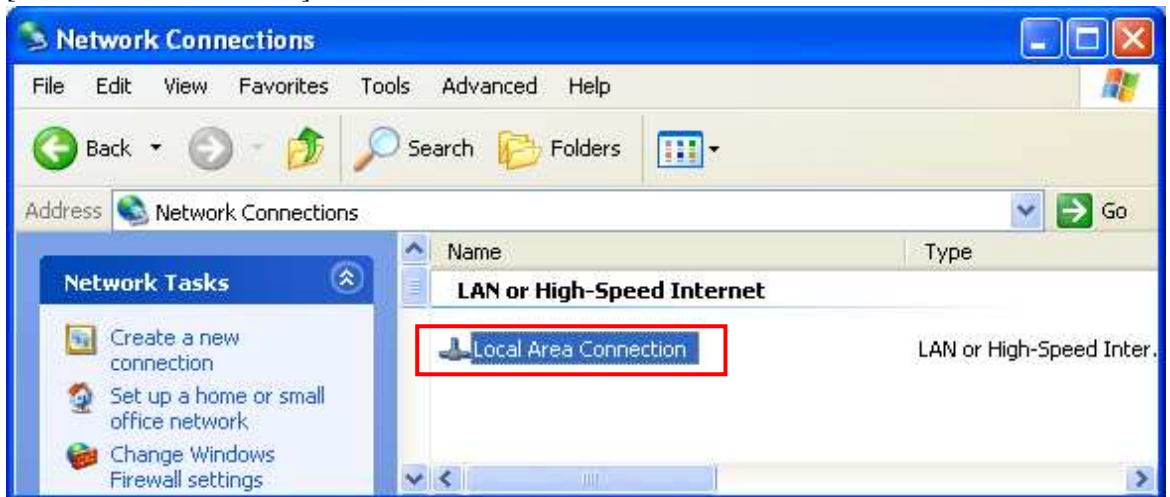 Network Connections
File Edit View Favorites Tools Advanced Help
Back Search Folders
Address Network Connections Go
Name Type
Network Tasks
LAN or High-Speed Internet
Create a new
connection
Local Area Connection LAN or High-Speed Inter.
Set up a home or small
office network
Change Windows
Firewall settings